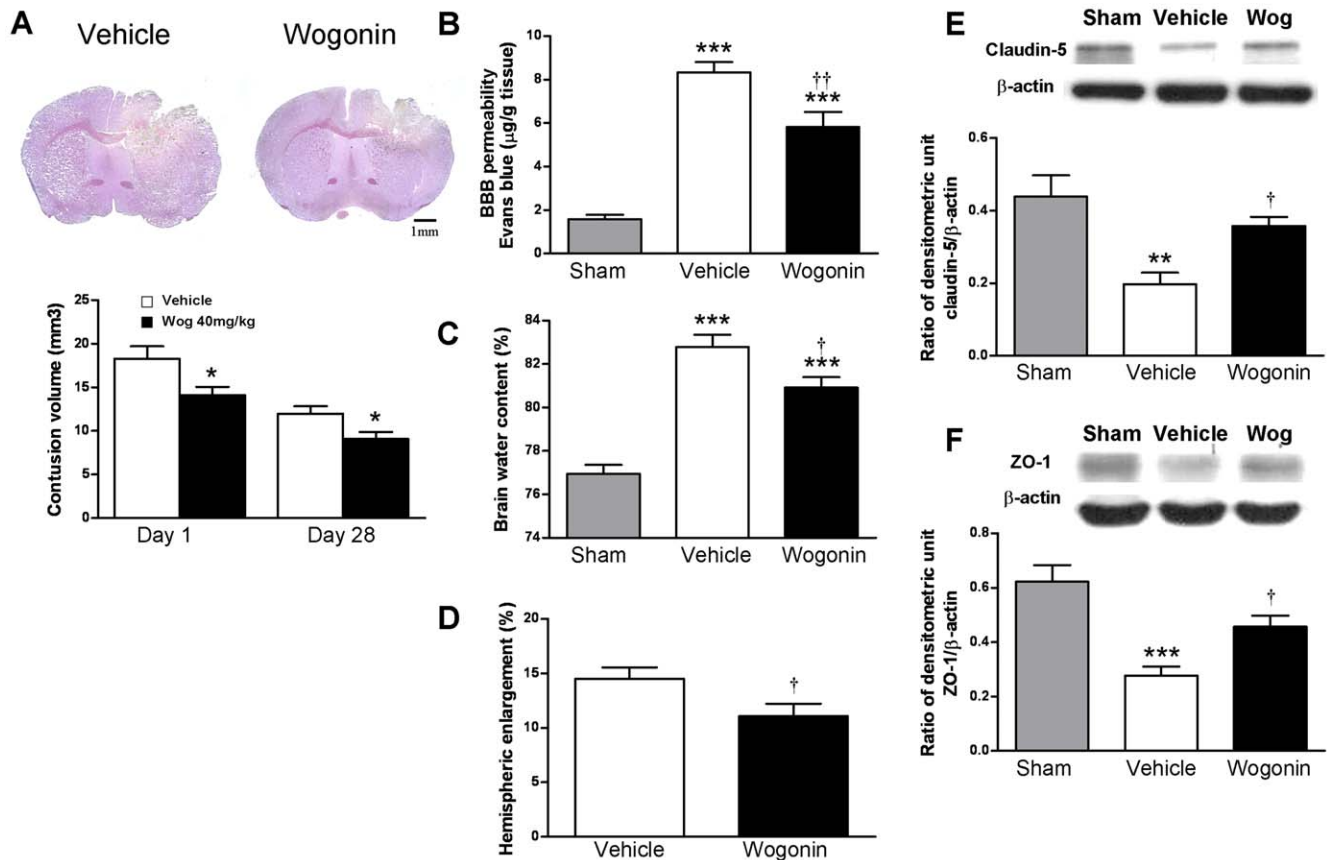 A
Vehicle Wogonin
1mm
Contusion volume (mm3)
25
20
15
10
5
0
Vehicle
Wog 40mg/kg
*
*
Day 1 Day 28
B
BBB permeability
Evans blue (µg/g tissue)
8
6
4
2
0
***
††
***
Sham Vehicle Wogonin
C
Brain water content (%)
84
82
80
78
76
74
***
†
***
Sham Vehicle Wogonin
D
Hemispheric enlargement (%)
20
15
10
5
0
†
Vehicle Wogonin
E
Sham Vehicle Wog
Claudin-5
β-actin
Ratio of densitometric unit
claudin-5/β-actin
0.6
0.4
0.2
0.0
**
†
Sham Vehicle Wogonin
F
Sham Vehicle Wog
ZO-1
β-actin
Ratio of densitometric unit
ZO-1/β-actin
0.8
0.6
0.4
0.2
0.0
***
†
Sham Vehicle Wogonin